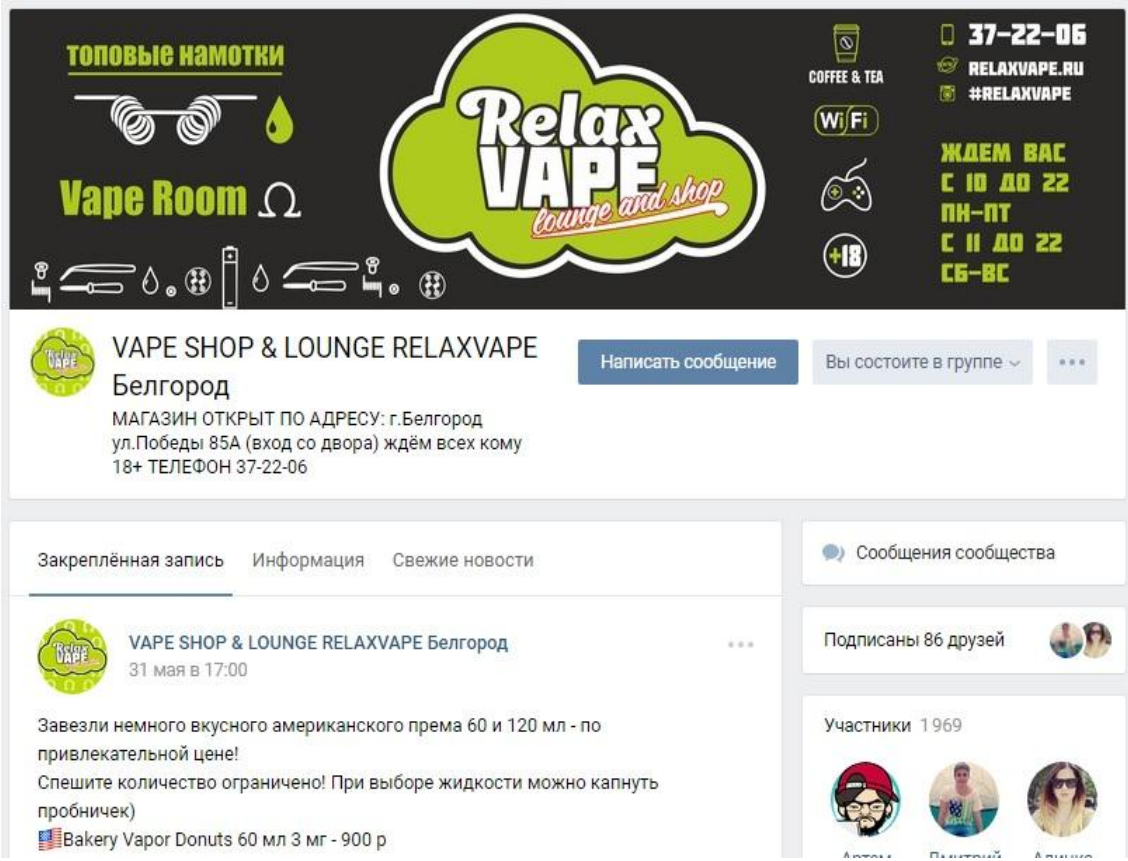 топовые намотки
Vape Room Ω
Relax
VAPE
lounge and shop
COFFEE & TEA
Wi Fi
+18
37-22-06
RELAXVAPE.RU
#RELAXVAPE
ЖДЕМ ВАС
С 10 ДО 22
ПН-ПТ
С 11 ДО 22
СБ-ВС
VAPE SHOP & LOUNGE RELAXVAPE
Белгород
МАГАЗИН ОТКРЫТ ПО АДРЕСУ: г.Белгород
ул.Победы 85А (вход со двора) ждём всех кому
18+ ТЕЛЕФОН 37-22-06
Написать сообщение
Вы состоите в группе
Закреплённая запись Информация Свежие новости
VAPE SHOP & LOUNGE RELAXVAPE Белгород
31 мая в 17:00
Завезли немного вкусного американского према 60 и 120 мл - по
привлекательной цене!
Спешите количество ограничено! При выборе жидкости можно капнуть
пробничек)
Bakery Vapor Donuts 60 мл 3 мг - 900 р
Сообщения сообщества
Подписаны 86 друзей
Участники 1 969
Артем Дмитрий